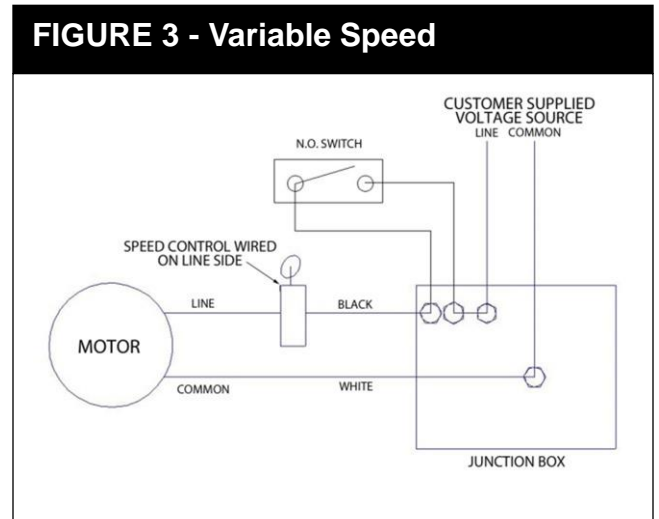 FIGURE 3 - Variable Speed
CUSTOMER SUPPLIED
VOLTAGE SOURCE
LINE COMMON
N.O. SWITCH
SPEED CONTROL WIRED
ON LINE SIDE
LINE
BLACK
MOTOR
COMMON
WHITE
JUNCTION BOX